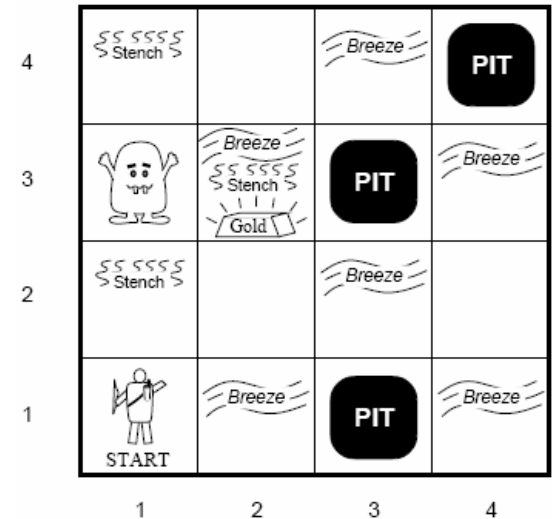 4
Stench
Breeze
PIT
3
Breeze
Stench
Gold
PIT
Breeze
2
Stench
Breeze
1
START
Breeze
PIT
Breeze
1 2 3 4